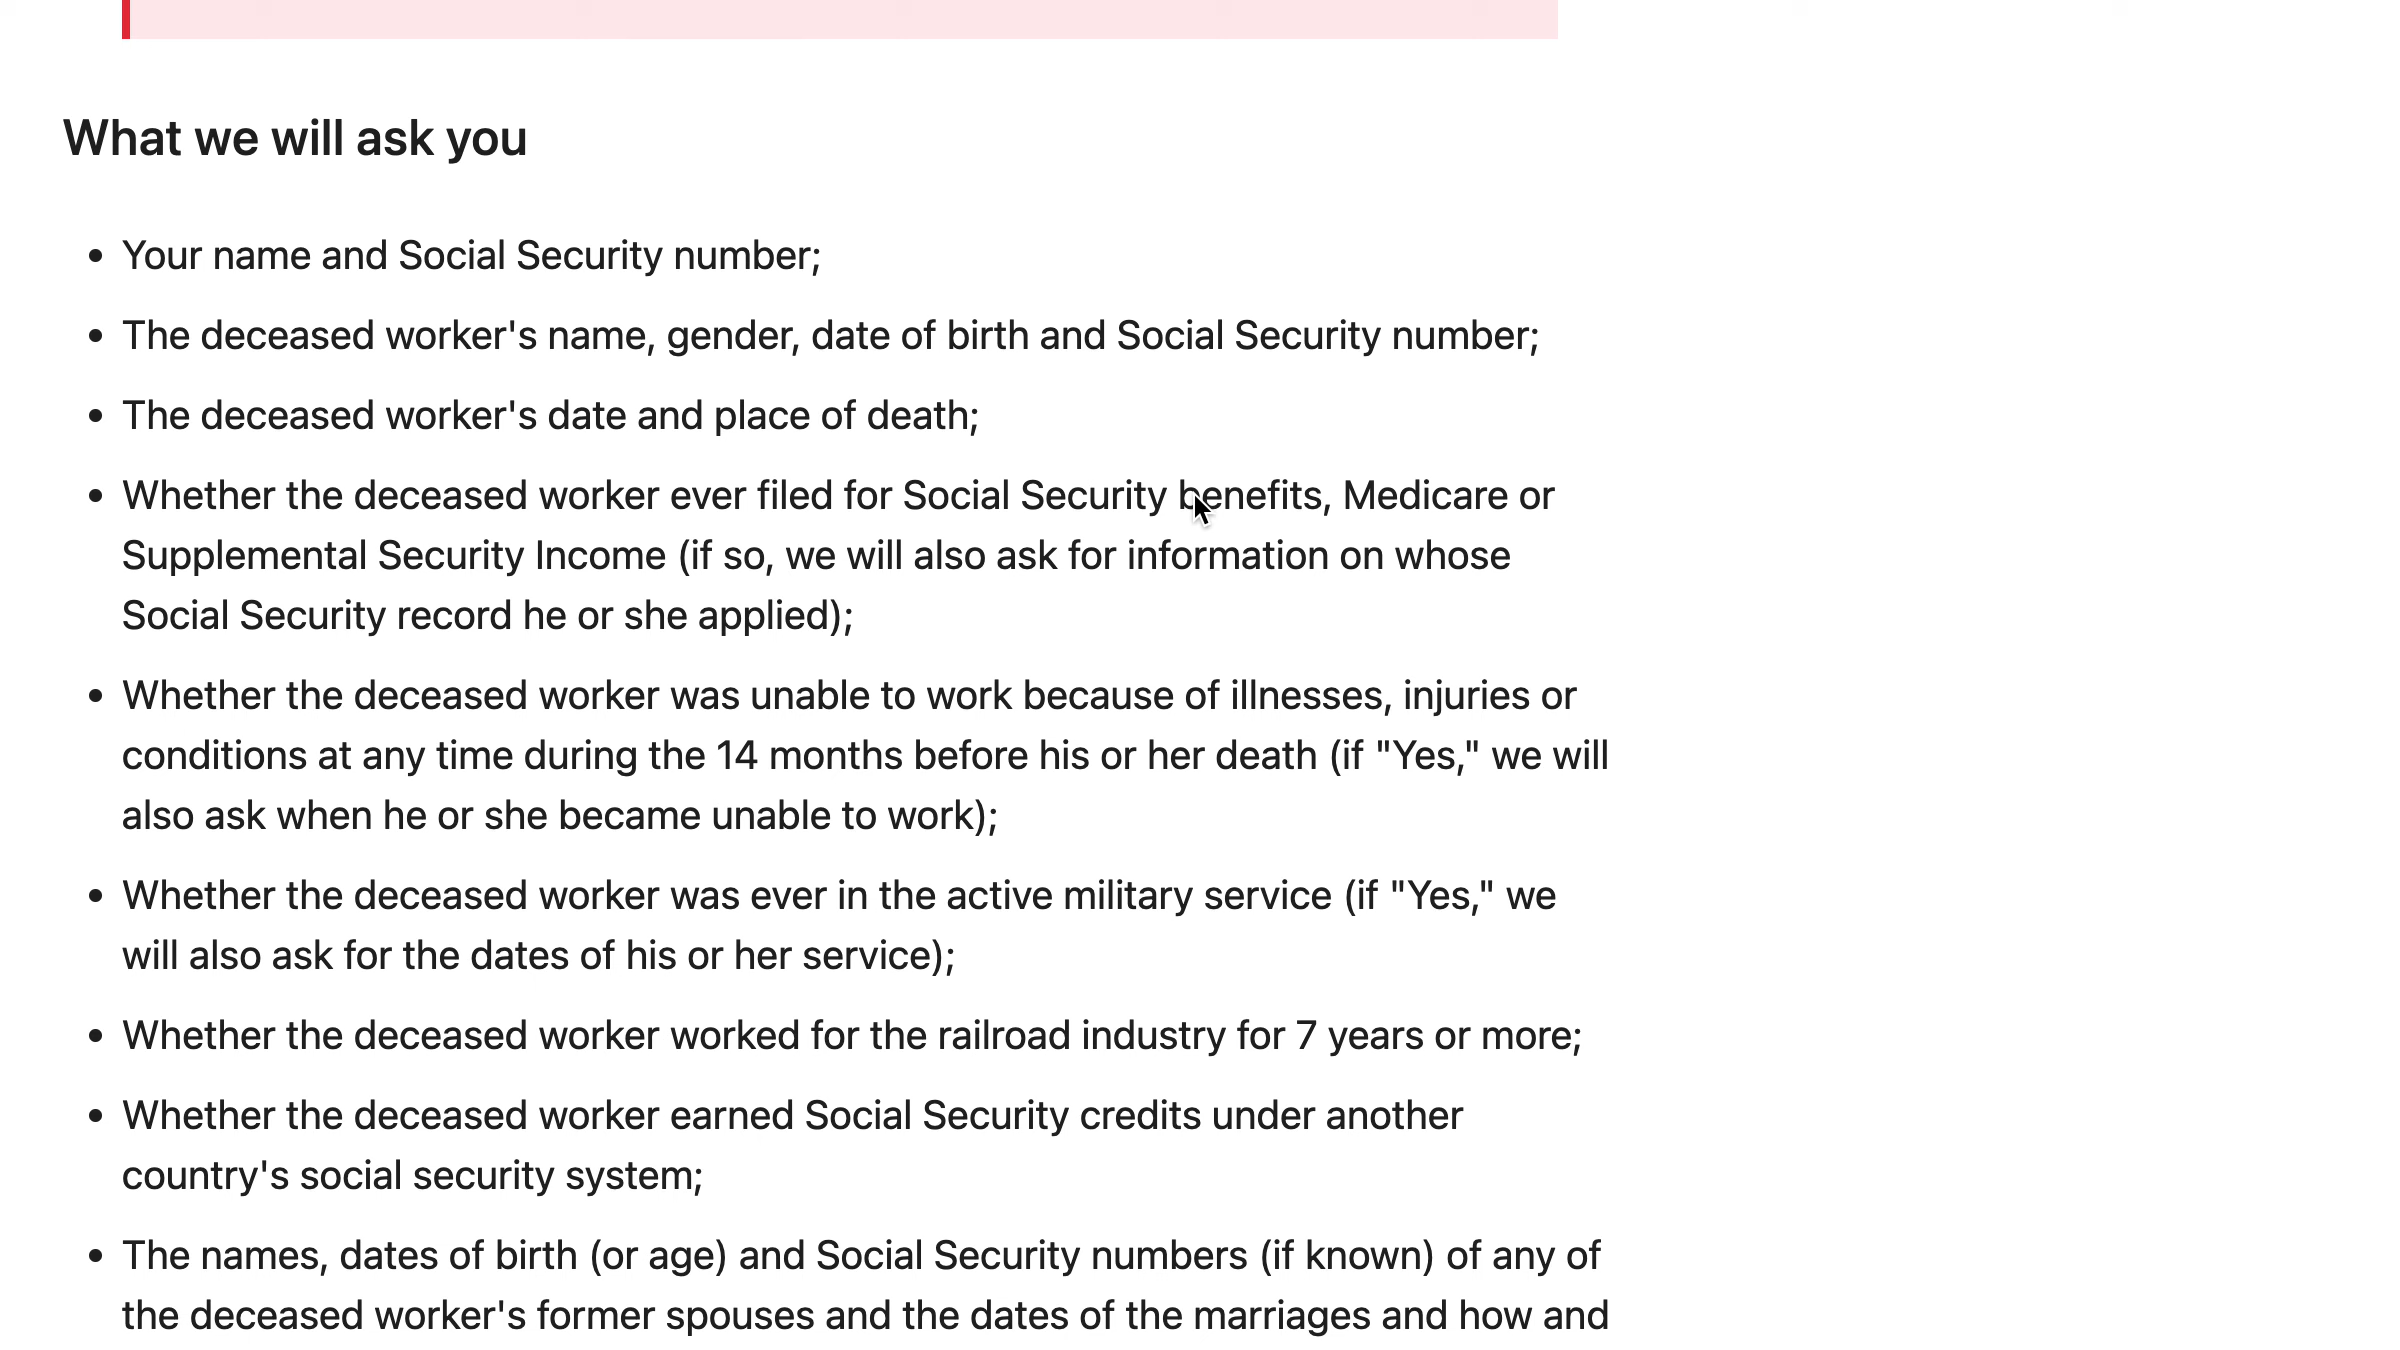 What we will ask you
• Your name and Social Security number;
• The deceased worker's name, gender, date of birth and Social Security number;
• The deceased worker's date and place of death;
• Whether the deceased worker ever filed for Social Security benefits, Medicare or
Supplemental Security Income (if so, we will also ask for information on whose
Social Security record he or she applied);
• Whether the deceased worker was unable to work because of illnesses, injuries or
conditions at any time during the 14 months before his or her death (if "Yes," we will
also ask when he or she became unable to work);
• Whether the deceased worker was ever in the active military service (if "Yes," we
will also ask for the dates of his or her service);
• Whether the deceased worker worked for the railroad industry for 7 years or more;
• Whether the deceased worker earned Social Security credits under another
country's social security system;
• The names, dates of birth (or age) and Social Security numbers (if known) of any of
the deceased worker's former spouses and the dates of the marriages and how and